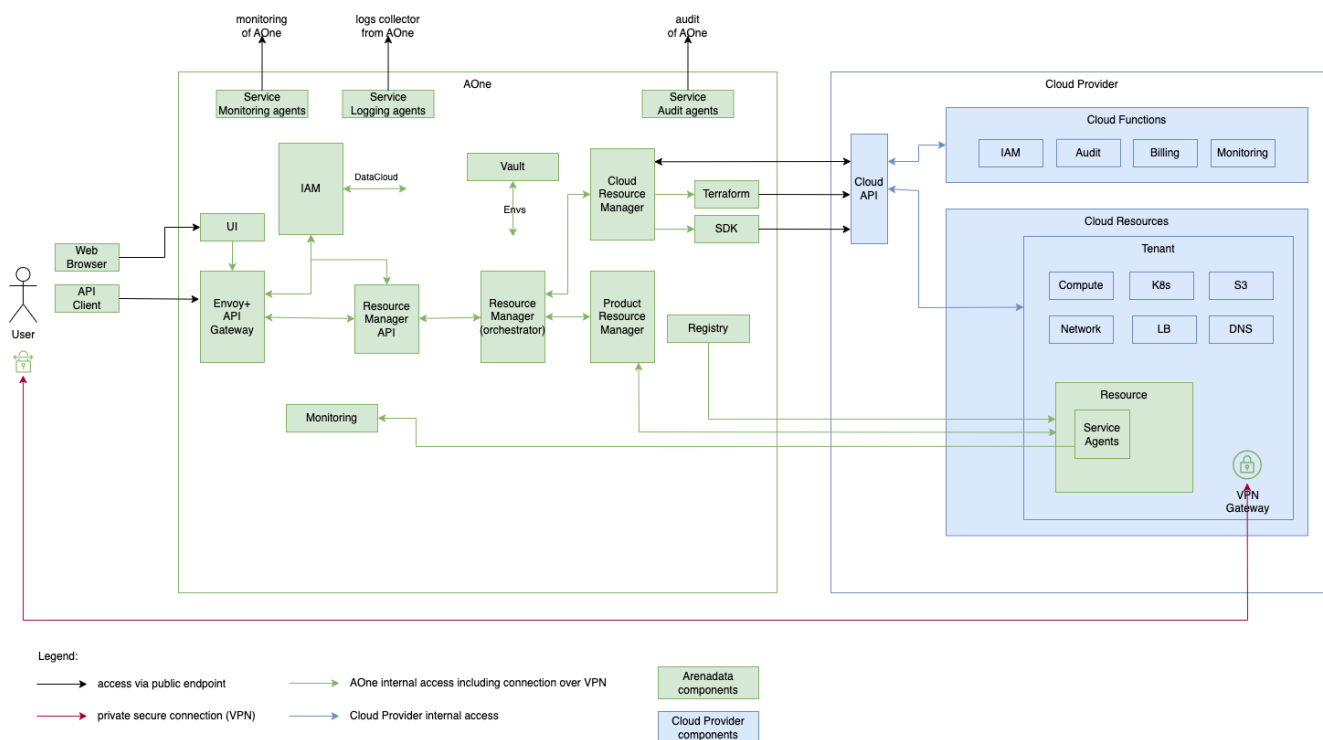 monitoring
of AOne
logs collector
from AOne
audit
of AOne
AOne
Service
Monitoring agents
Service
Logging agents
Service
Audit agents
IAM
DataCloud
Vault
Envs
Cloud
Resource
Manager
Terraform
SDK
UI
Web
Browser
API
Client
User
Envoy+
API
Gateway
Resource
Manager
API
Resource
Manager
(orchestrator)
Product
Resource
Manager
Registry
Monitoring
Cloud Provider
Cloud
API
Cloud Functions
IAM
Audit
Billing
Monitoring
Cloud Resources
Tenant
Compute
K8s
S3
Network
LB
DNS
Resource
Service
Agents
VPN
Gateway
Legend:
access via public endpoint
AOne internal access including connection over VPN
Arenadata
components
private secure connection (VPN)
Cloud Provider internal access
Cloud Provider
components